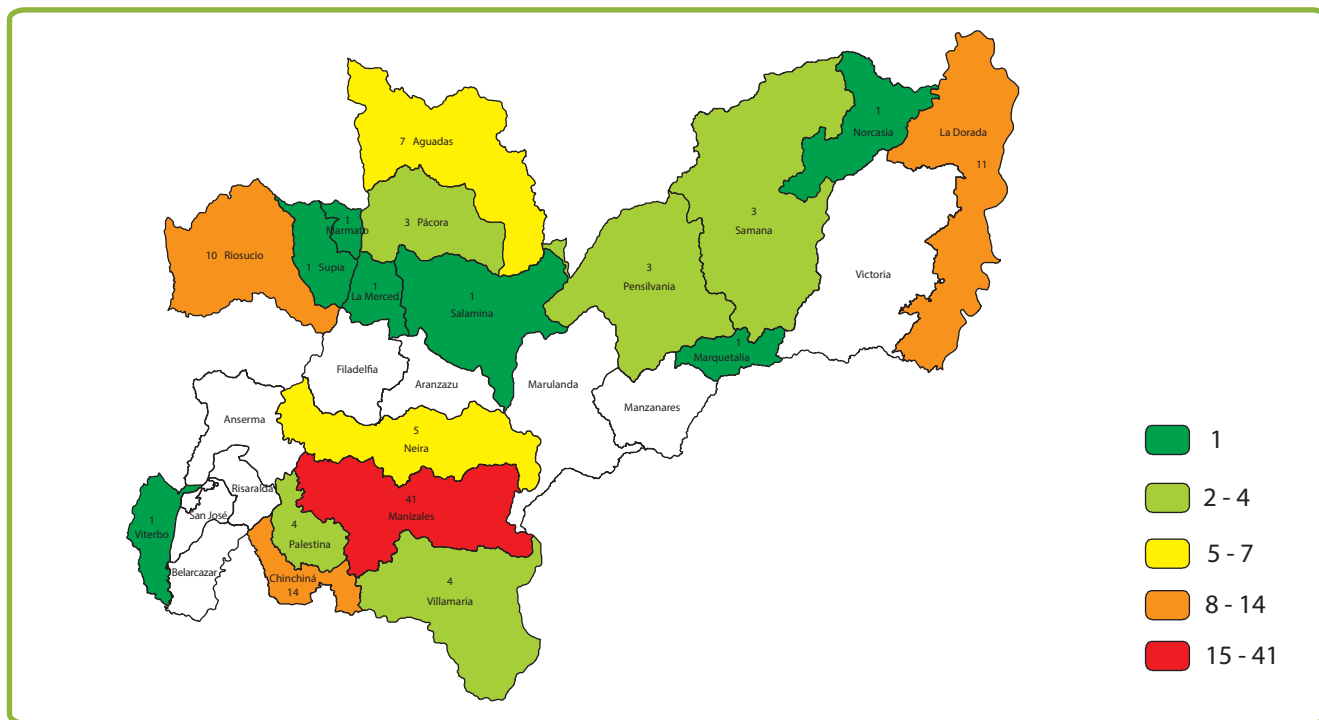 1
Norcasia
La Dorada
11
7 Aguadas
1
Marmato
3 Pácora
3
Samana
10 Riosucio
1 Supia
1
La Merced
1
Salamina
3
Pensilvania
Victoria
1
Marquetalia
Filadelfia
Aranzazu
Marulanda
Manzanares
Anserma
5
Neira
Risaralda
41
Manizales
San José
1
Viterbo
4
Palestina
Belarcazar
Chinchiná
14
4
Villamaria
1
2 - 4
5 - 7
8 - 14
15 - 41